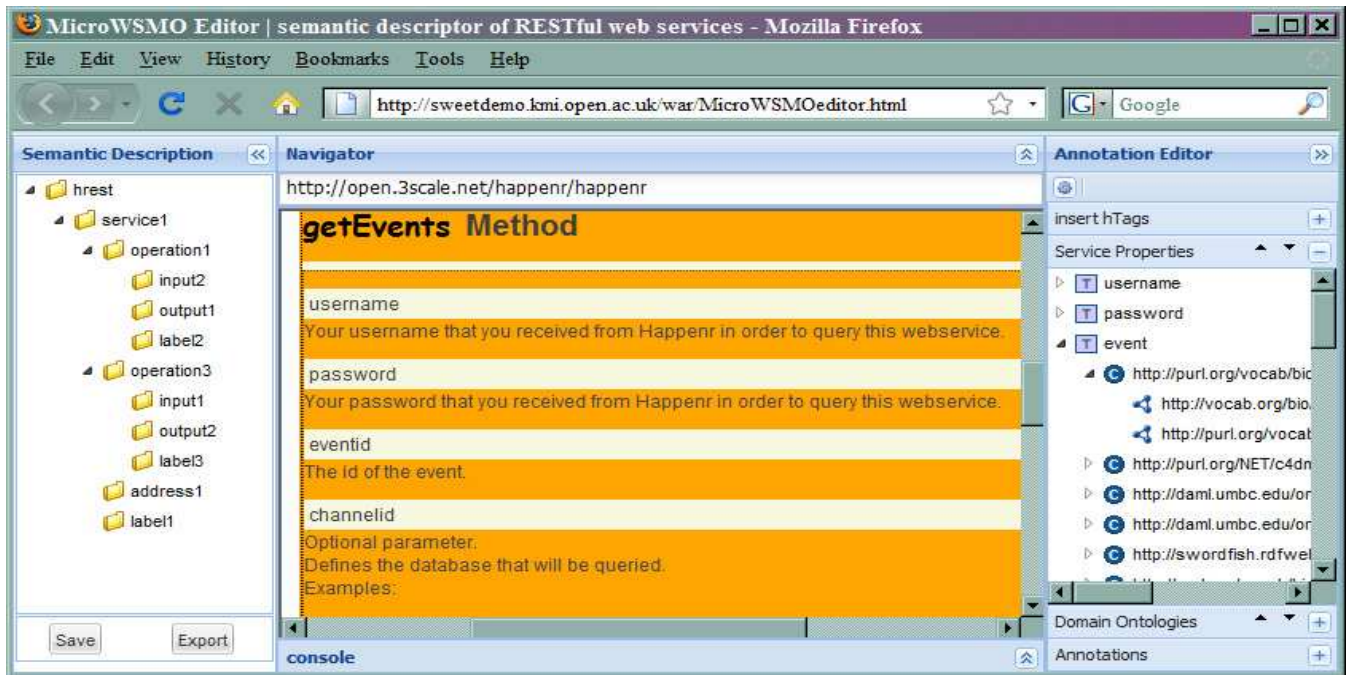 MicroWSMO Editor | semantic descriptor of RESTful web services - Mozilla Firefox
File Edit View History Bookmarks Tools Help
http://sweetdemo.kmi.open.ac.uk/war/MicroWSMOeditor.html
G Google
Semantic Description
hrest
service1
operation1
input2
output1
label2
operation3
input1
output2
label3
address1
label1
Save Export
Navigator
http://open.3scale.net/happenr/happenr
getEvents Method
username
Your username that you received from Happenr in order to query this webservice.
password
Your password that you received from Happenr in order to query this webservice.
eventid
The id of the event.
channelid
Optional parameter.
Defines the database that will be queried.
Examples:
console
Annotation Editor
insert hTags
Service Properties
T username
T password
T event
C http://purl.org/vocab/bio
http://vocab.org/bio.
http://purl.org/vocat
C http://purl.org/NET/c4dn
C http://daml.umbc.edu/or
C http://daml.umbc.edu/or
C http://swordfish.rdfwel
Domain Ontologies
Annotations